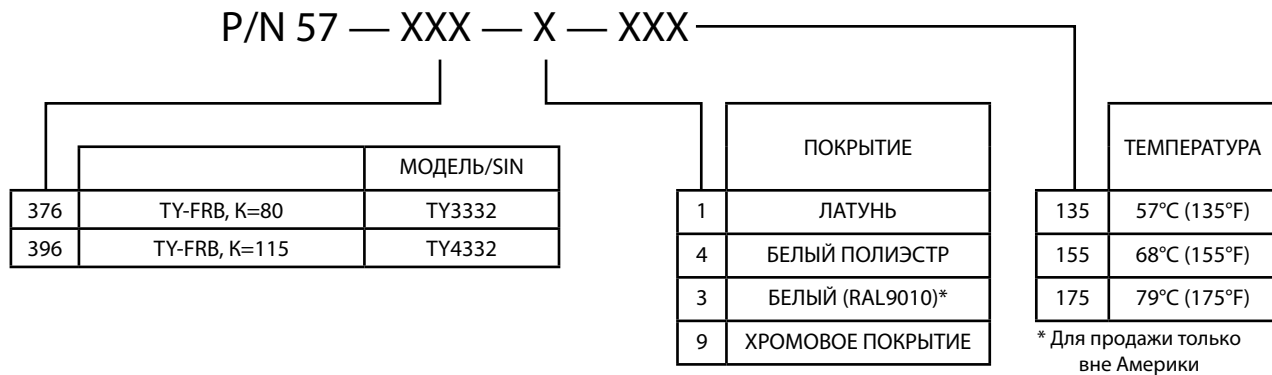 P/N 57 — XXX — X — XXX
МОДЕЛЬ/SIN
376 TY-FRB, K=80 TY3332
396 TY-FRB, K=115 TY4332
ПОКРЫТИЕ
1 ЛАТУНЬ
4 БЕЛЫЙ ПОЛИЭСТР
3 БЕЛЫЙ (RAL9010)*
9 ХРОМОВОЕ ПОКРЫТИЕ
ТЕМПЕРАТУРА
135 57°C (135°F)
155 68°C (155°F)
175 79°C (175°F)
* Для продажи только
вне Америки